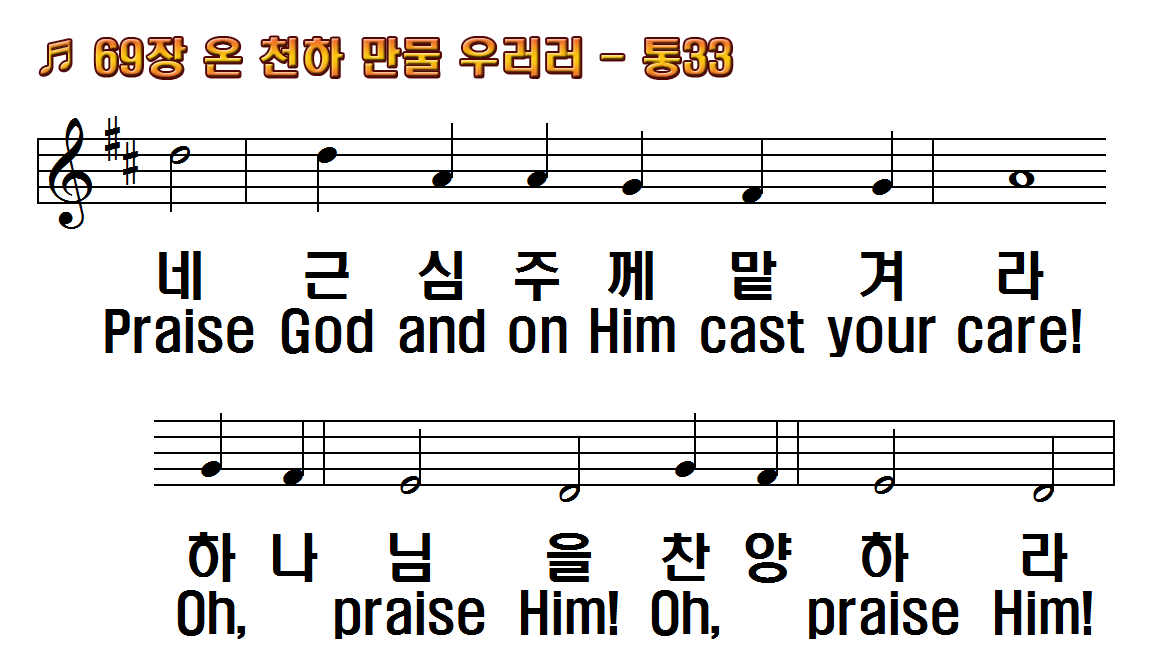 ♬ 69장 온 천하 만물 우러러 - 통33
네 근 심 주 께 맡 겨 라
Praise God and on Him cast your care!
하 나 님 을 찬 양 하 라
Oh, praise Him! Oh, praise Him!